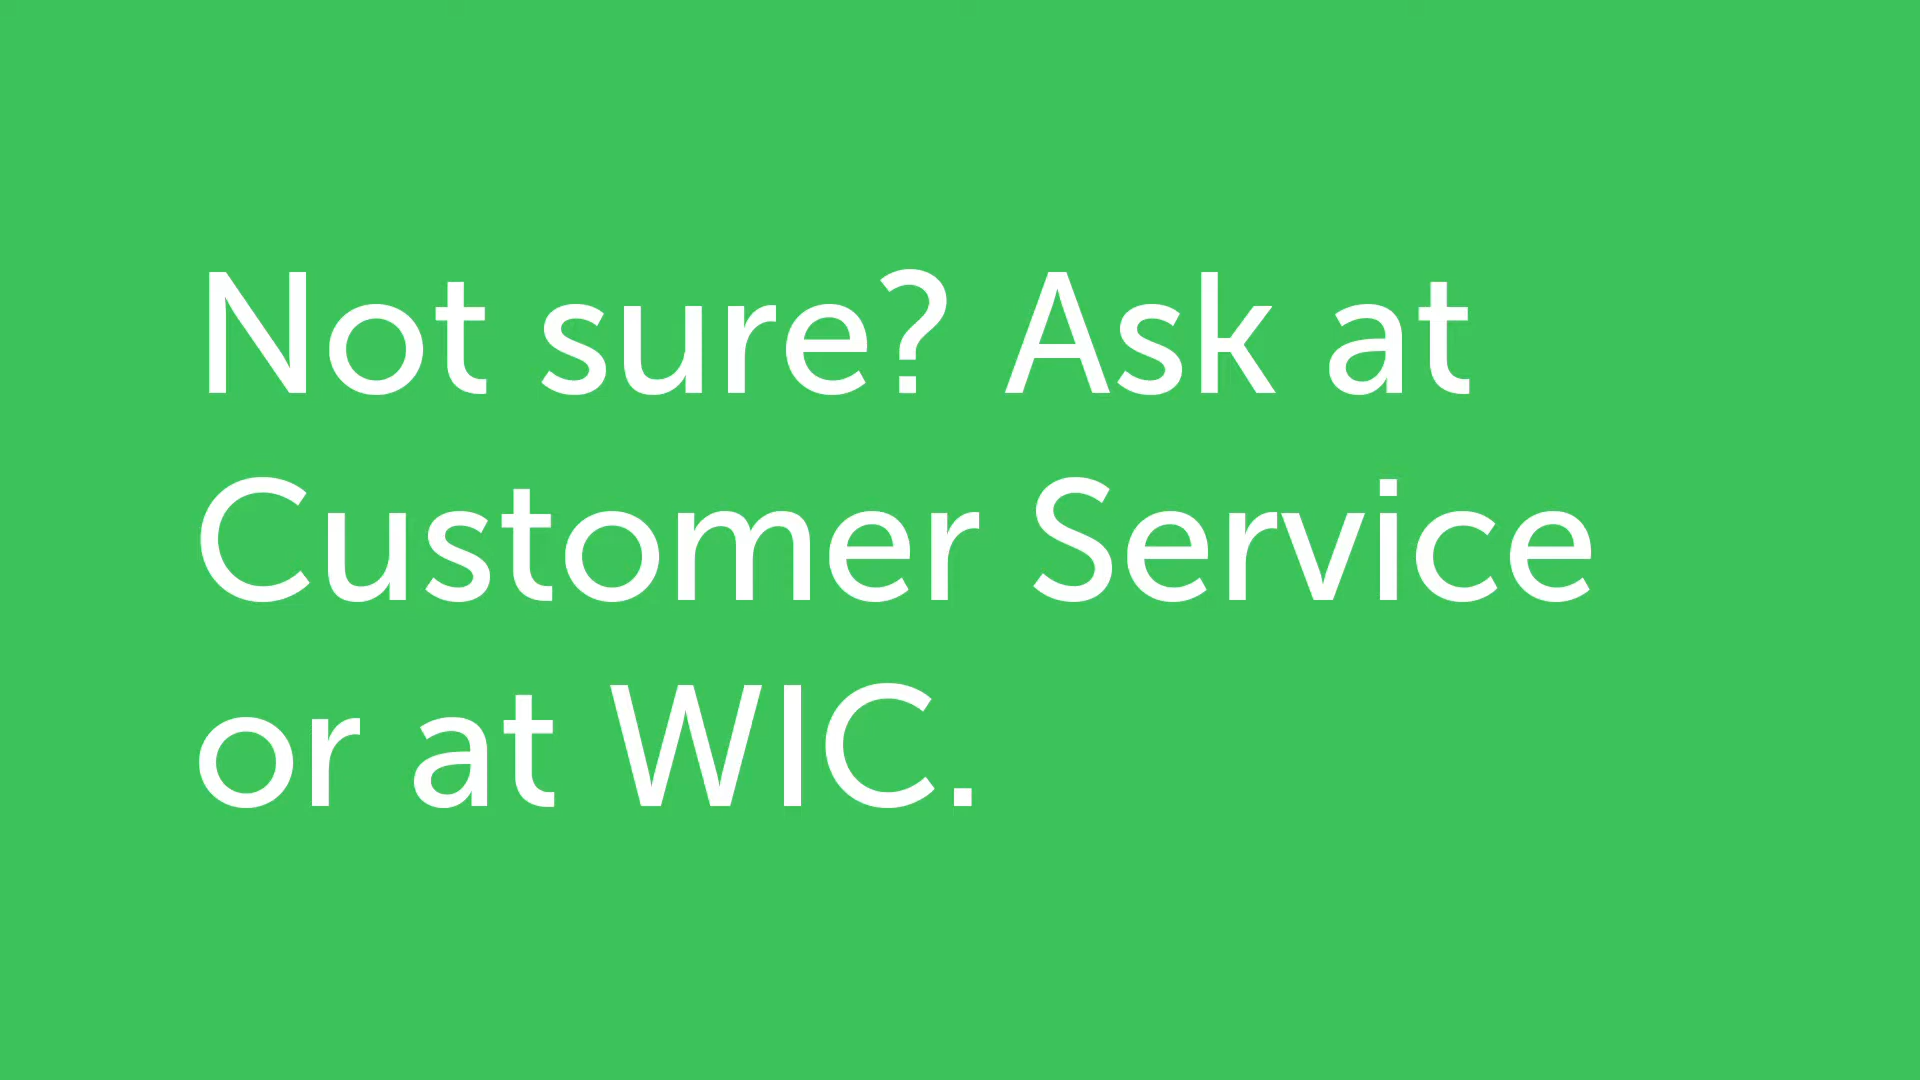 Not sure? Ask at
Customer Service
or at WIC.